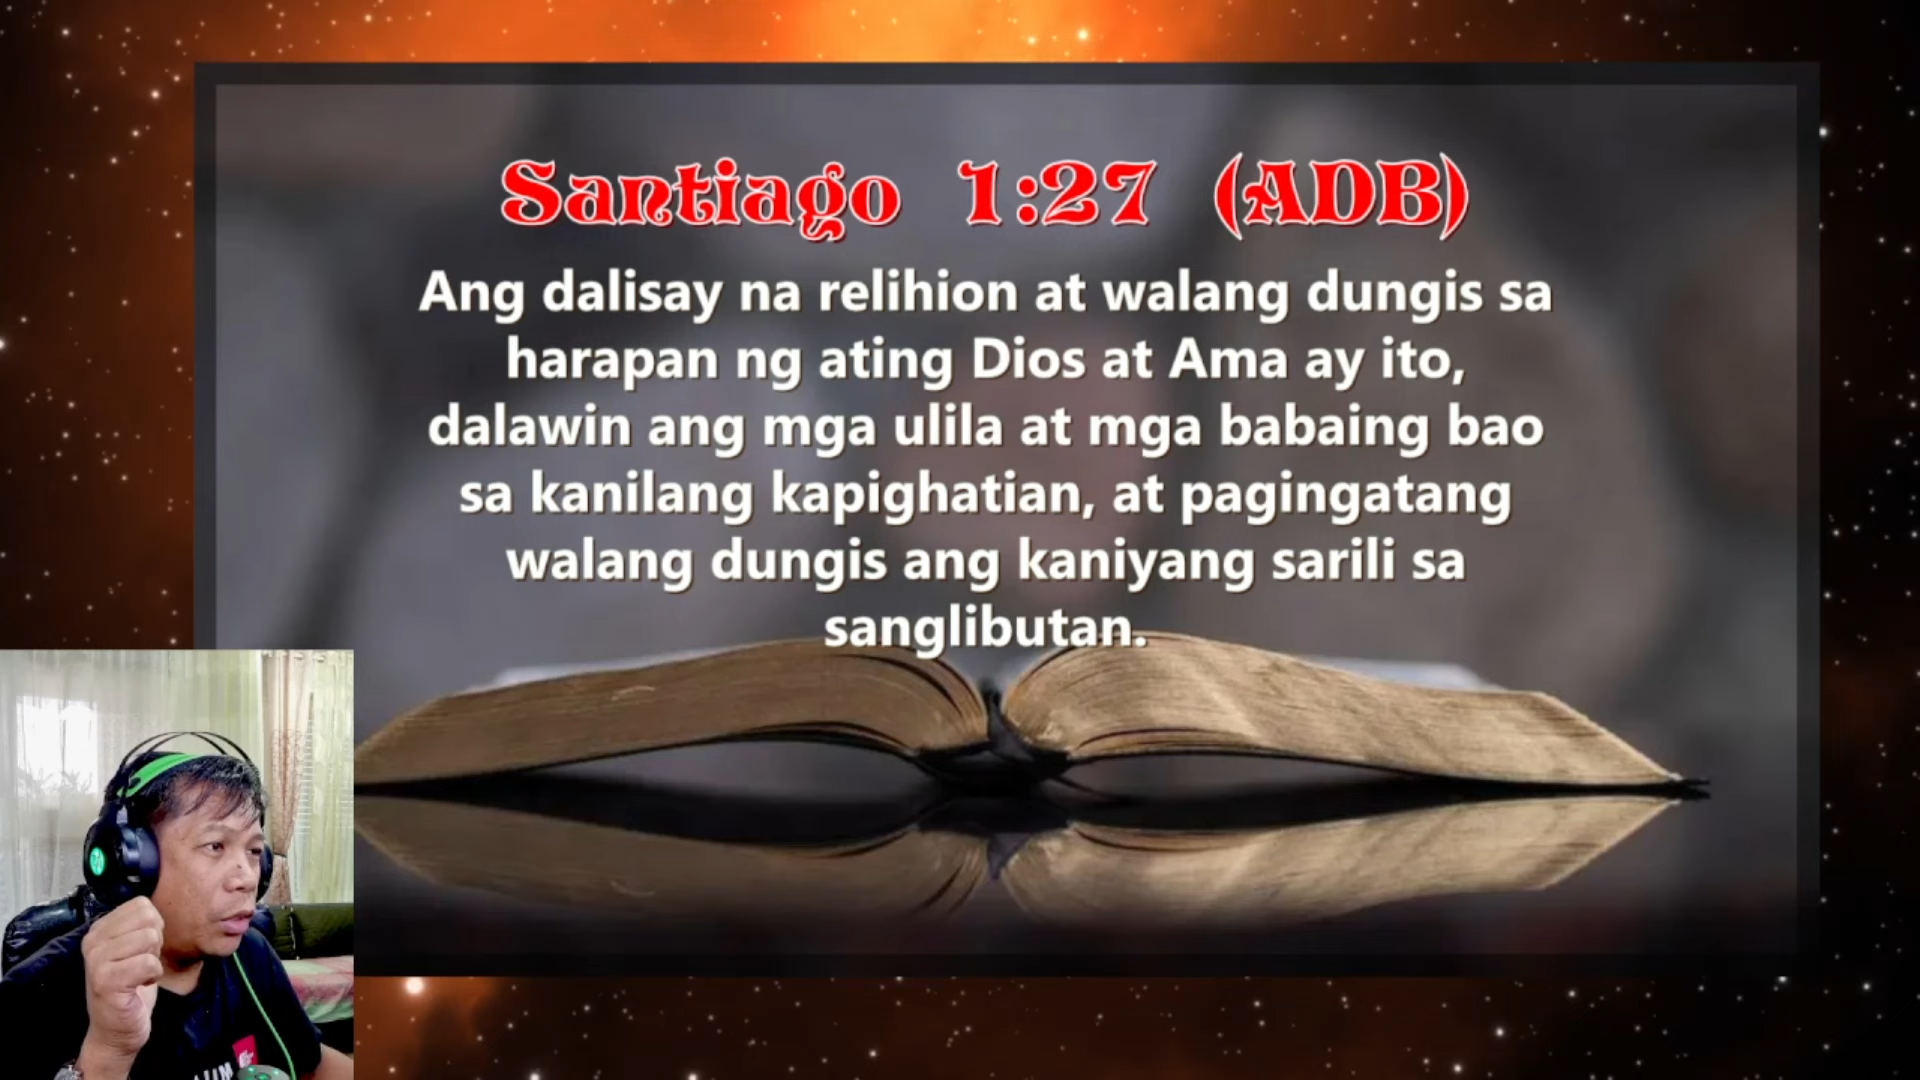 Santiago 1:27 (ADB)
Ang dalisay na relihion at walang dungis sa
harapan ng ating Dios at Ama ay ito,
dalawin ang mga ulila at mga babaing bao
sa kanilang kapighatian, at pagingatang
walang dungis ang kaniyang sarili sa
sanglibutan.